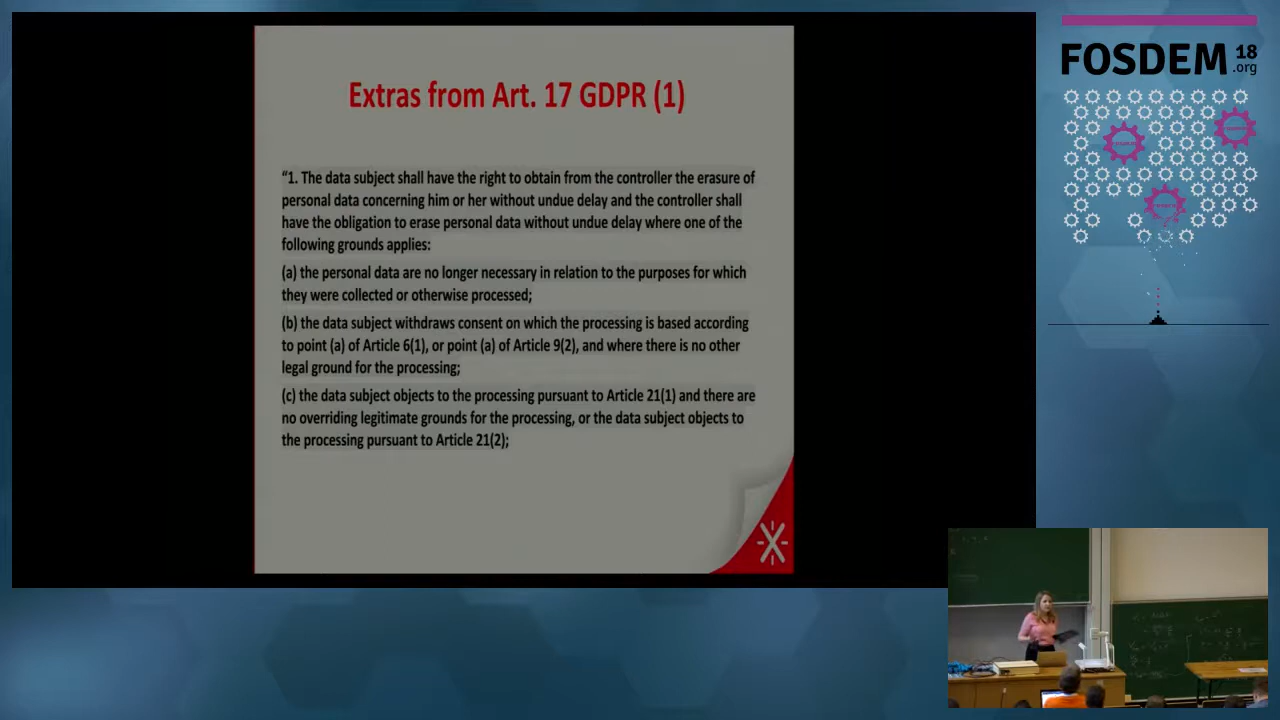 Extras from Art. 17 GDPR (1)
“1. The data subject shall have the right to obtain from the controller the erasure of
personal data concerning him or her without undue delay and the controller shall
have the obligation to erase personal data without undue delay where one of the
following grounds applies:
(a) the personal data are no longer necessary in relation to the purposes for which
they were collected or otherwise processed;
(b) the data subject withdraws consent on which the processing is based according
to point (a) of Article 6(1), or point (a) of Article 9(2), and where there is no other
legal ground for the processing;
(c) the data subject objects to the processing pursuant to Article 21(1) and there are
no overriding legitimate grounds for the processing, or the data subject objects to
the processing pursuant to Article 21(2);
FOSDEM 18
.org